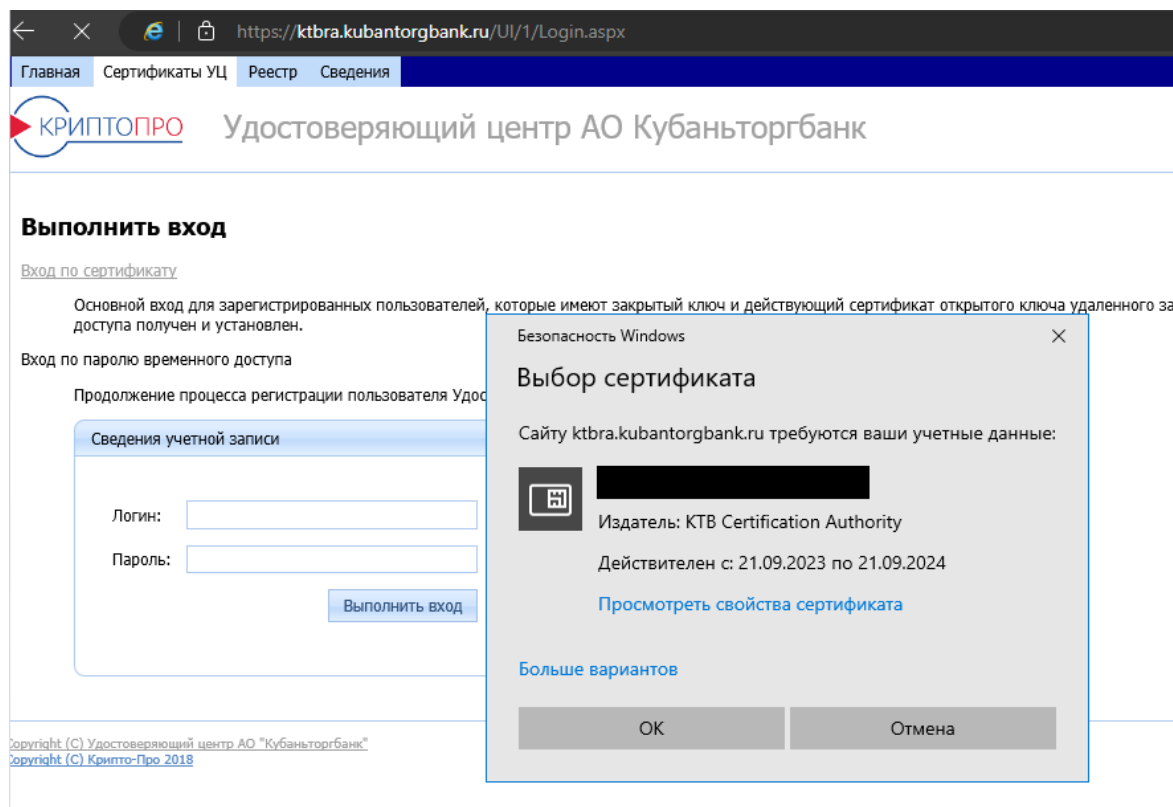 https://ktbra.kubantorgbank.ru/UI/1/Login.aspx
Главная Сертификаты УЦ Реестр Сведения
КРИПТОПРО Удостоверяющий центр АО Кубаньторгбанк
Выполнить вход
Вход по сертификату
Основной вход для зарегистрированных пользователей, которые имеют закрытый ключ и действующий сертификат открытого ключа удаленного за
доступа получен и установлен.
Вход по паролю временного доступа
Продолжение процесса регистрации пользователя Удос
Сведения учетной записи
Логин:
Пароль:
Выполнить вход
Безопасность Windows
Выбор сертификата
Сайту ktbra.kubantorgbank.ru требуются ваши учетные данные:
Издатель: KTB Certification Authority
Действителен с: 21.09.2023 по 21.09.2024
Просмотреть свойства сертификата
Больше вариантов
ОК Отмена
Copyright (C) Удостоверяющий центр АО "Кубаньторгбанк"
Copyright (C) Крипто-Про 2018